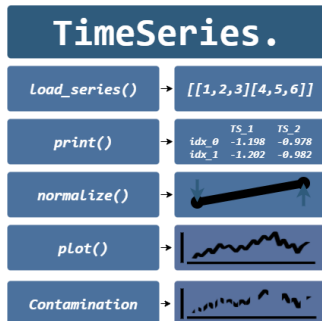 TimeSeries.
load_series()
[[1,2,3][4,5,6]]
print()
TS_1 TS_2
idx_0 -1.198 -0.978
idx_1 -1.202 -0.982
normalize()
plot()
Contamination